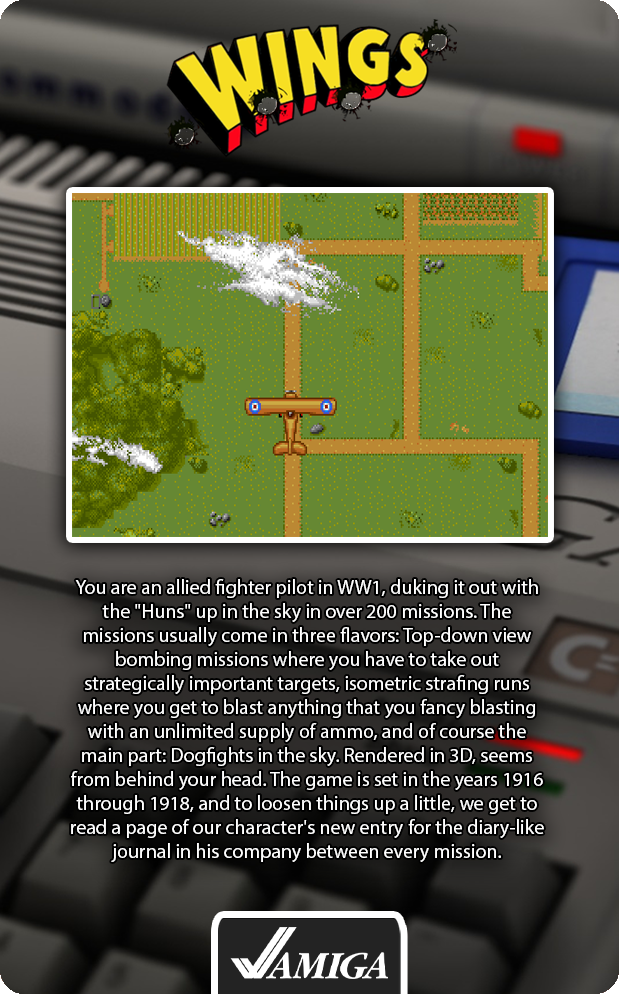 WINGS
You are an allied fighter pilot in WW1, duking it out with
the "Huns" up in the sky in over 200 missions. The
missions usually come in three flavors: Top-down view
bombing missions where you have to take out
strategically important targets, isometric strafing runs
where you get to blast anything that you fancy blasting
with an unlimited supply of ammo, and of course the
main part: Dogfights in the sky. Rendered in 3D, seems
from behind your head. The game is set in the years 1916
through 1918, and to loosen things up a little, we get to
read a page of our character's new entry for the diary-like
journal in his company between every mission.
AMIGA